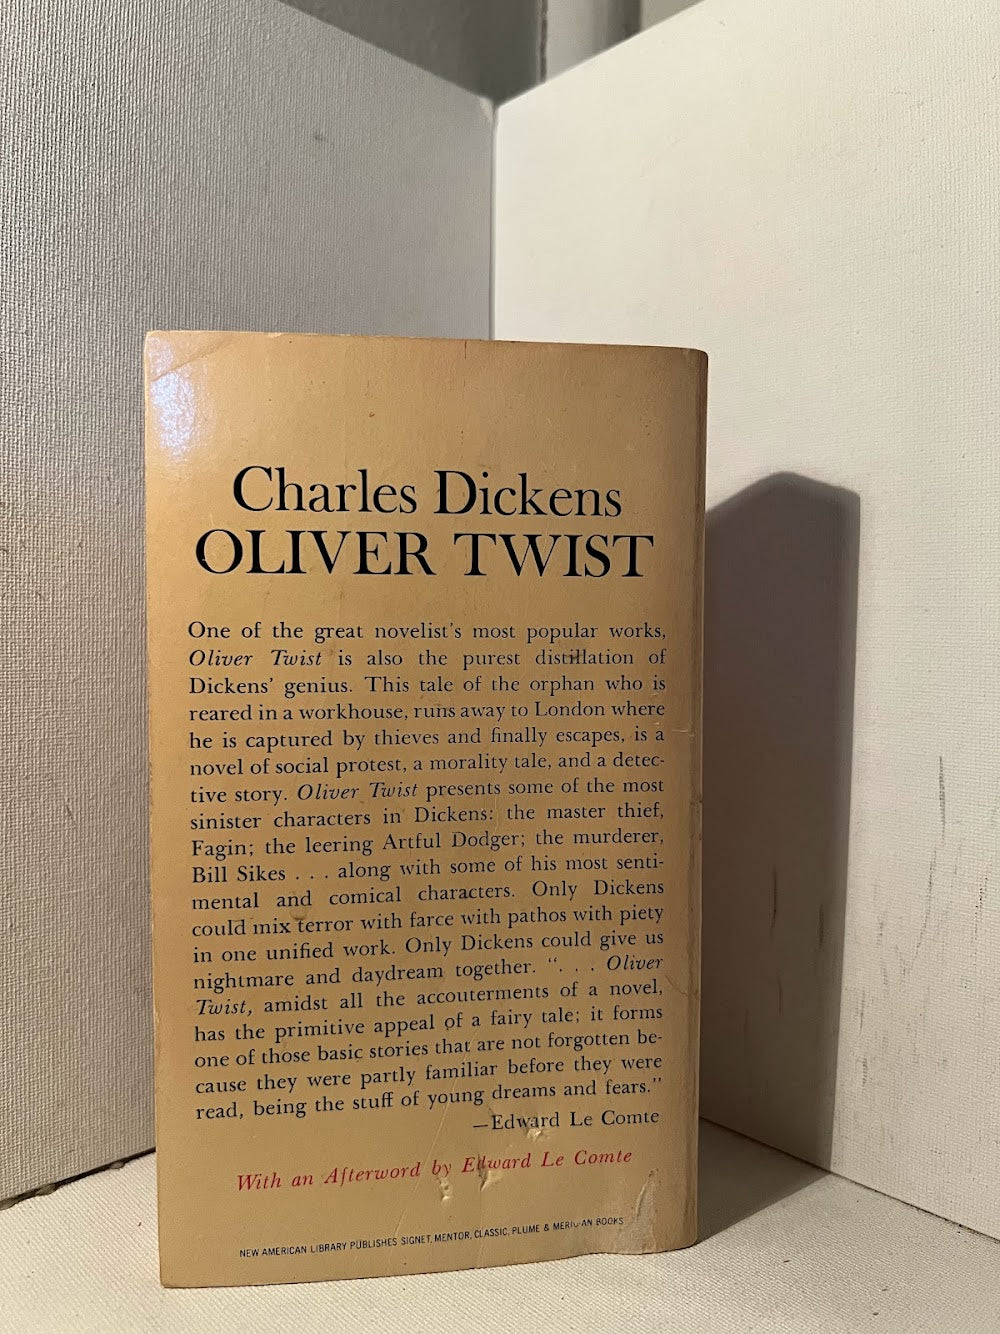 Charles Dickens
OLIVER TWIST
One of the great novelist's most popular works,
Oliver Twist is also the purest distillation of
Dickens' genius. This tale of the orphan who is
reared in a workhouse, runs away to London where
he is captured by thieves and finally escapes, is a
novel of social protest, a morality tale, and a detec-
tive story. Oliver Twist presents some of the most
sinister characters in Dickens: the master thief,
Fagin; the leering Artful Dodger; the murderer,
Bill Sikes . . . along with some of his most senti-
mental and comical characters. Only Dickens
could mix terror with farce with pathos with piety
in one unified work. Only Dickens could give us
nightmare and daydream together. ". . . Oliver
Twist, amidst all the accouterments of a novel,
has the primitive appeal of a fairy tale; it forms
one of those basic stories that are not forgotten be-
cause they were partly familiar before they were
read, being the stuff of young dreams and fears."
—Edward Le Comte
With an Afterword by Edward Le Comte
NEW AMERICAN LIBRARY PUBLISHES SIGNET, MENTOR, CLASSIC, PLUME & MERIDIAN BOOKS